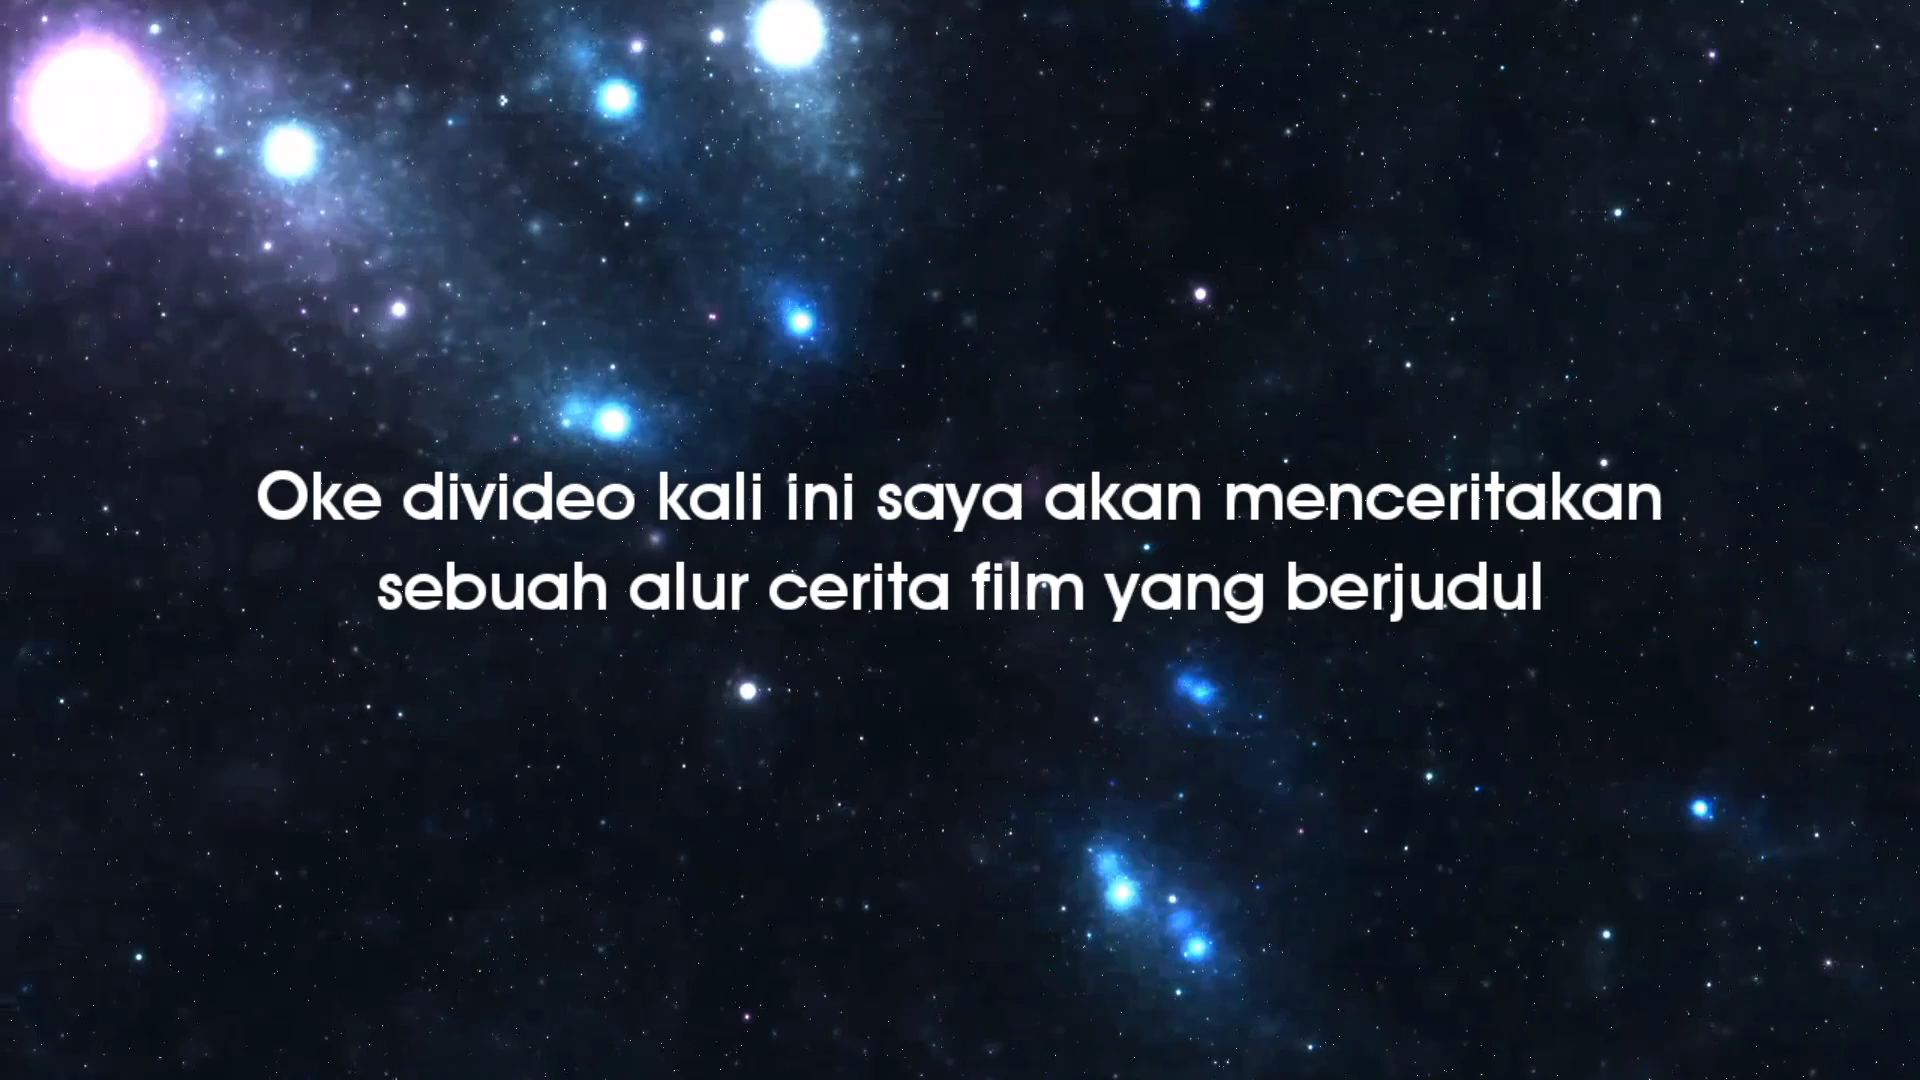 Oke divideo kali ini saya akan menceritakan
sebuah alur cerita film yang berjudul